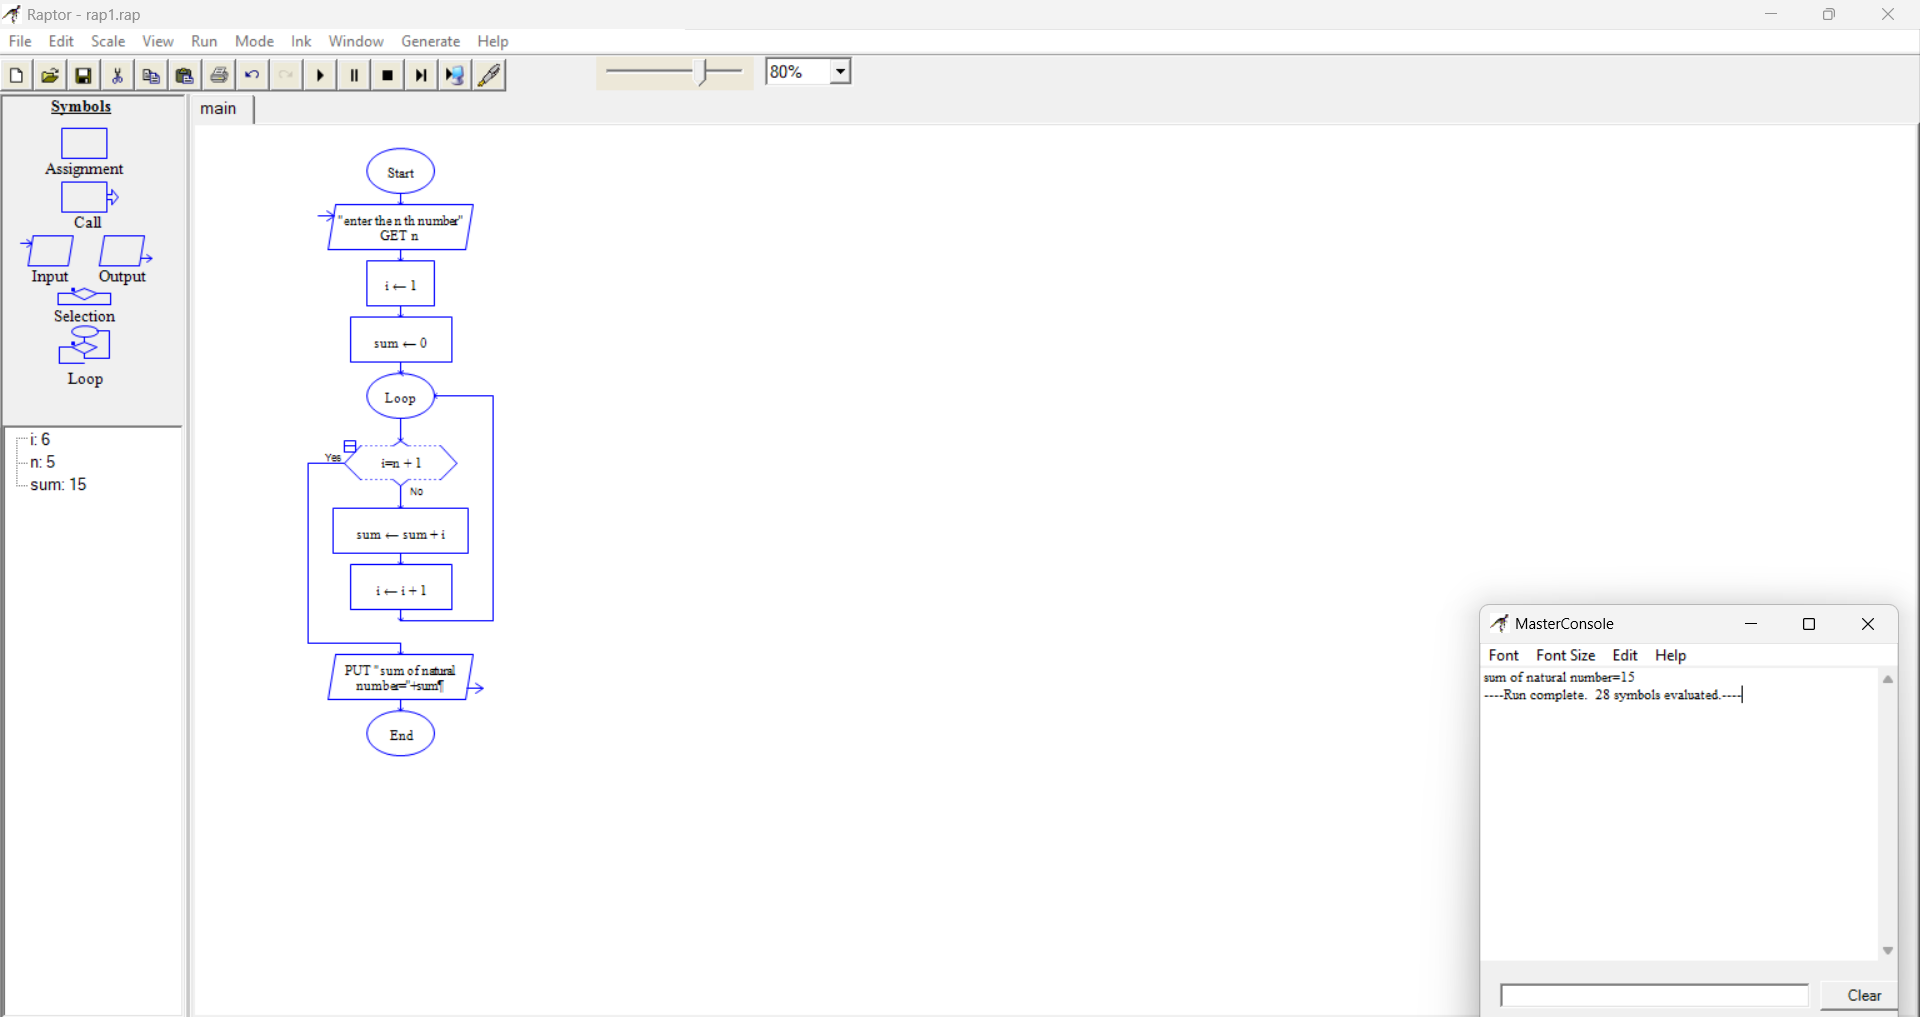 Raptor - rap1.rap
File Edit Scale View Run Mode Ink Window Generate Help
80%
Symbols
Assignment
Call
Input Output
Selection
Loop
i: 6
n: 5
sum: 15
main
Start
"enter the n th number"
GET n
i ← 1
sum ← 0
Loop
i=n + 1
Yes
No
sum ← sum + i
i ← i + 1
PUT "sum of natural
number="+sum¶
End
MasterConsole
Font Font Size Edit Help
sum of natural number=15
----Run complete.  28 symbols evaluated.----
Clear